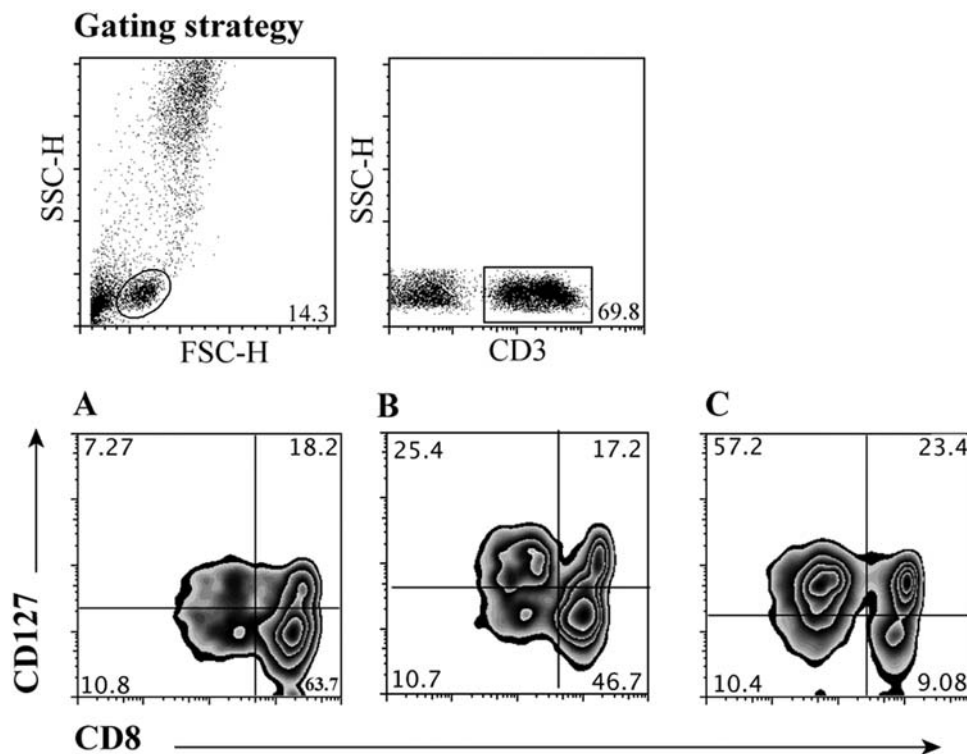 Gating strategy
SSC-H
14.3
FSC-H
SSC-H
69.8
CD3
A
7.27 18.2
10.8 63.7
B
25.4 17.2
10.7 46.7
C
57.2 23.4
10.4 9.08
CD127
CD8